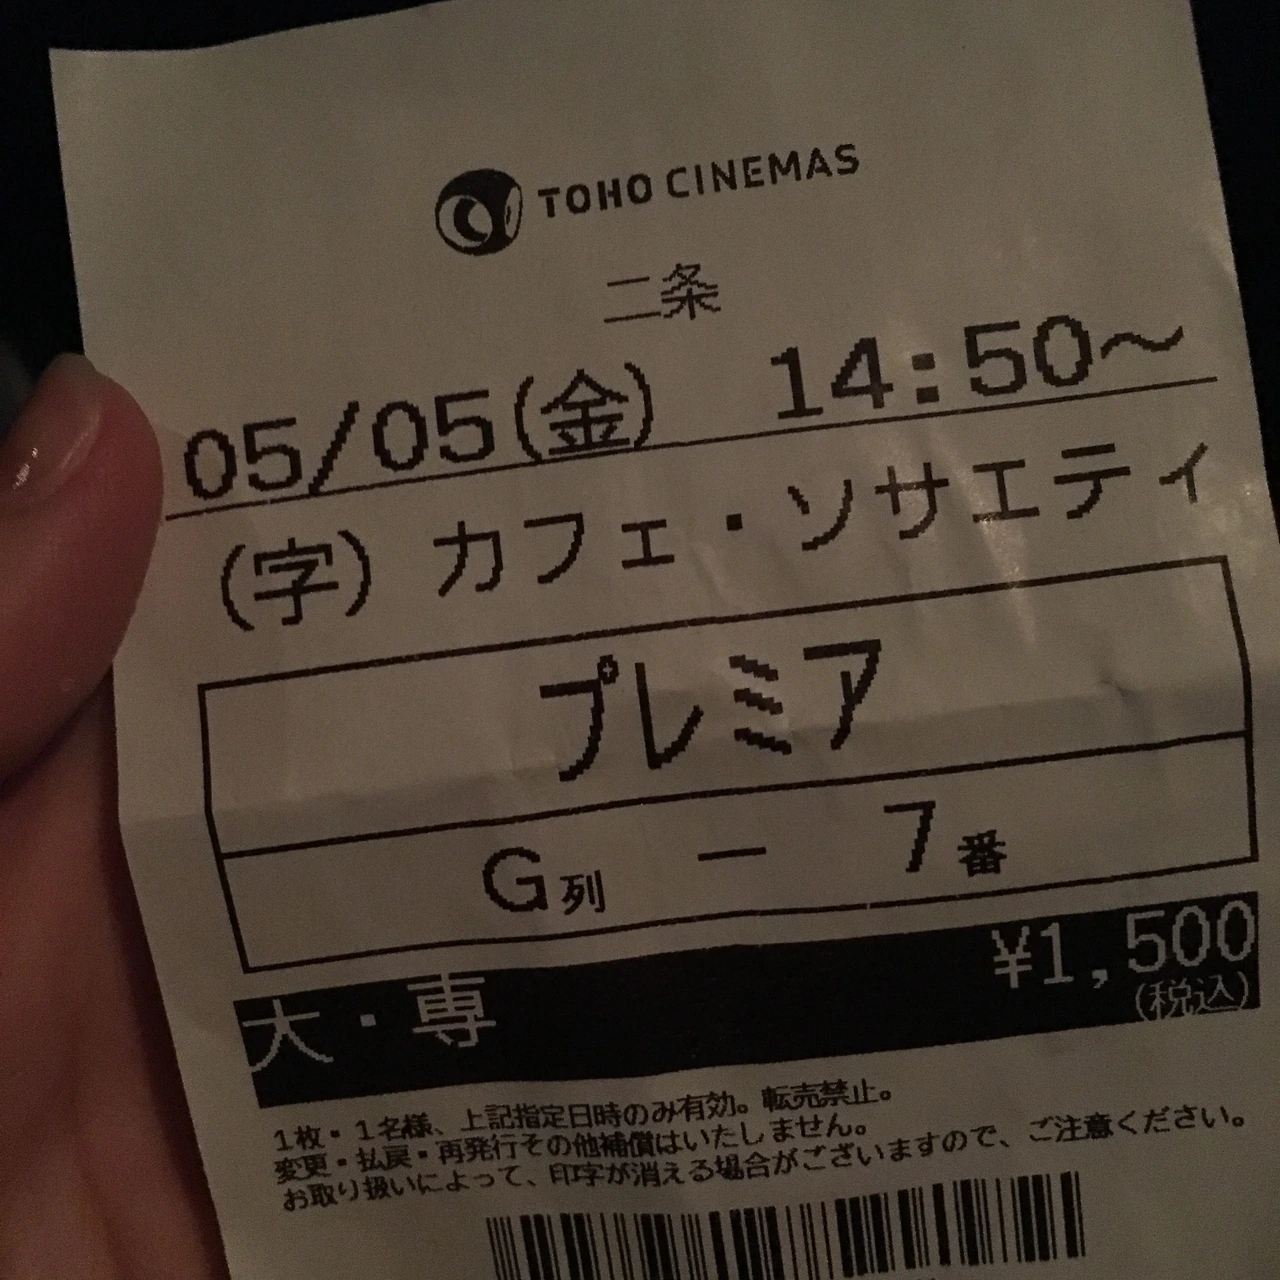 TOHO CINEMAS
二条
05/05(金) 14:50〜
(字) カフェ・ソサエティ
プレミア
G列 — 7番
大・専 ¥1,500
(税込)
1枚・1名様、上記指定日時のみ有効。転売禁止。
変更・払戻・再発行その他補償はいたしません。
お取り扱いによって、印字が消える場合がございますので、ご注意ください。